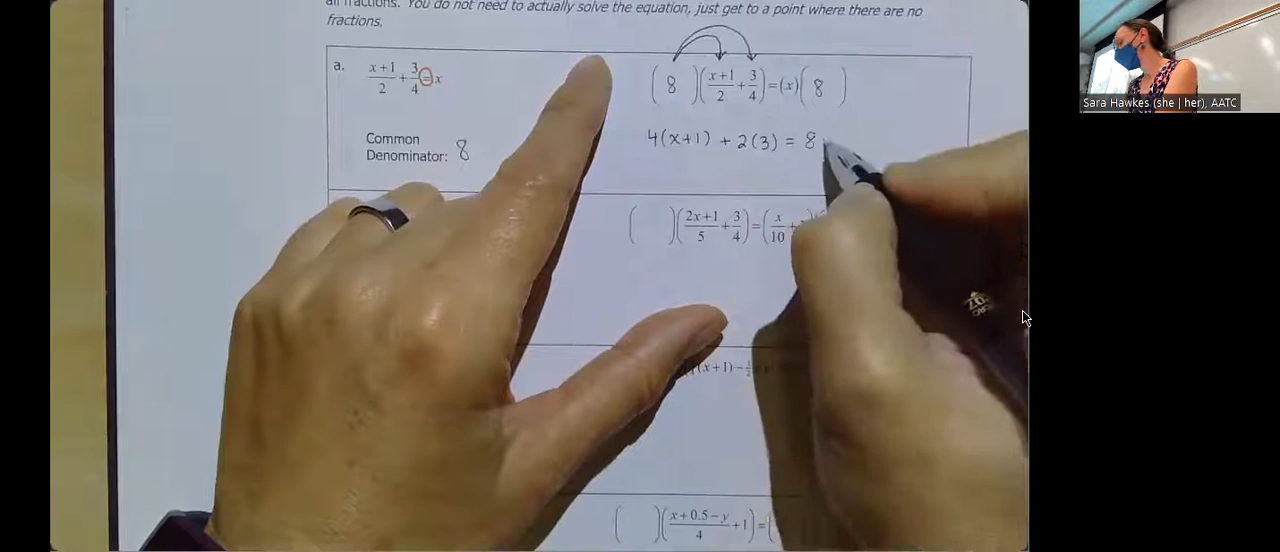 all fractions. You do not need to actually solve the equation, just get to a point where there are no
fractions.
a. (x+1)/2 + 3/4 = x
(8)((x+1)/2 + 3/4) = (x)(8)
Common
Denominator: 8
4(x+1) + 2(3) = 8
( )((2x+1)/5 + 3/4) = (x/10 +
(x+1) −
( )((x+0.5−y)/4 + 1) = (
Sara Hawkes (she | her), AATC